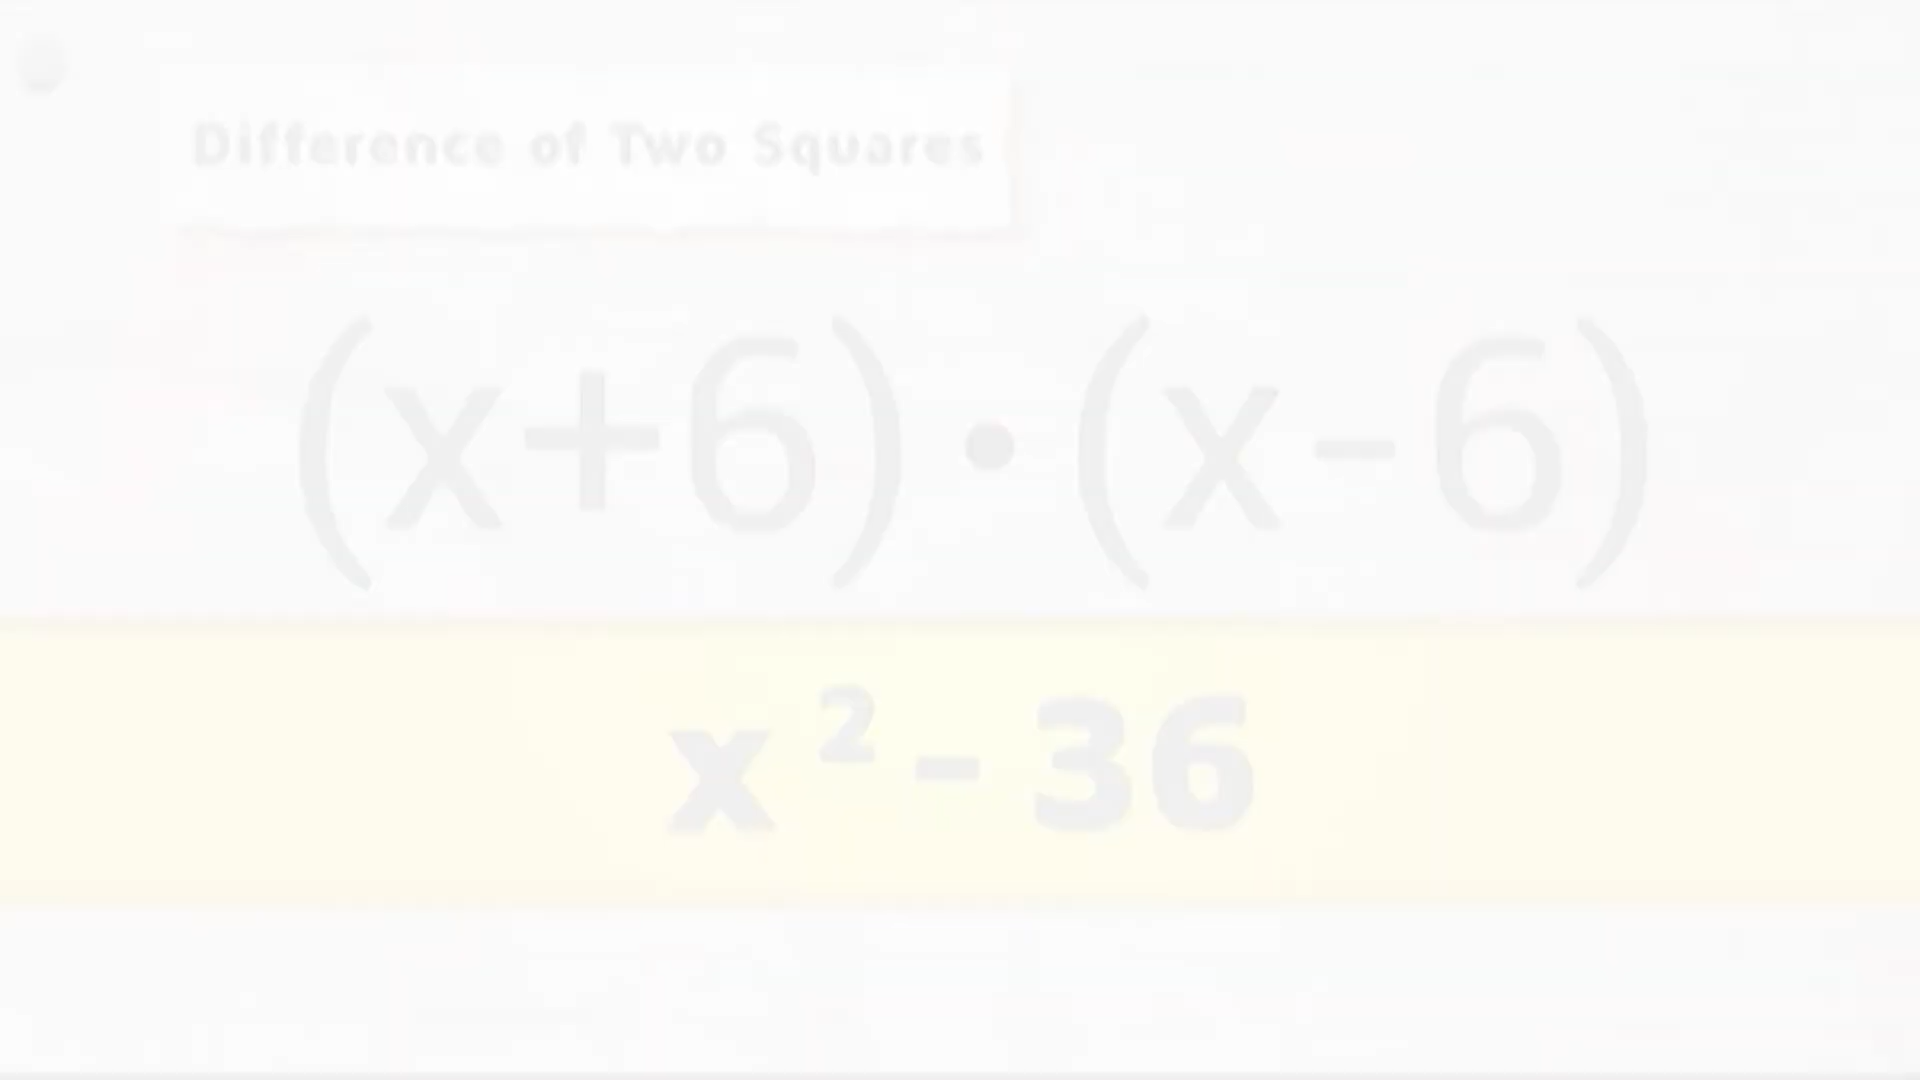 Difference of Two Squares
(x+6)•(x-6)
x² - 36